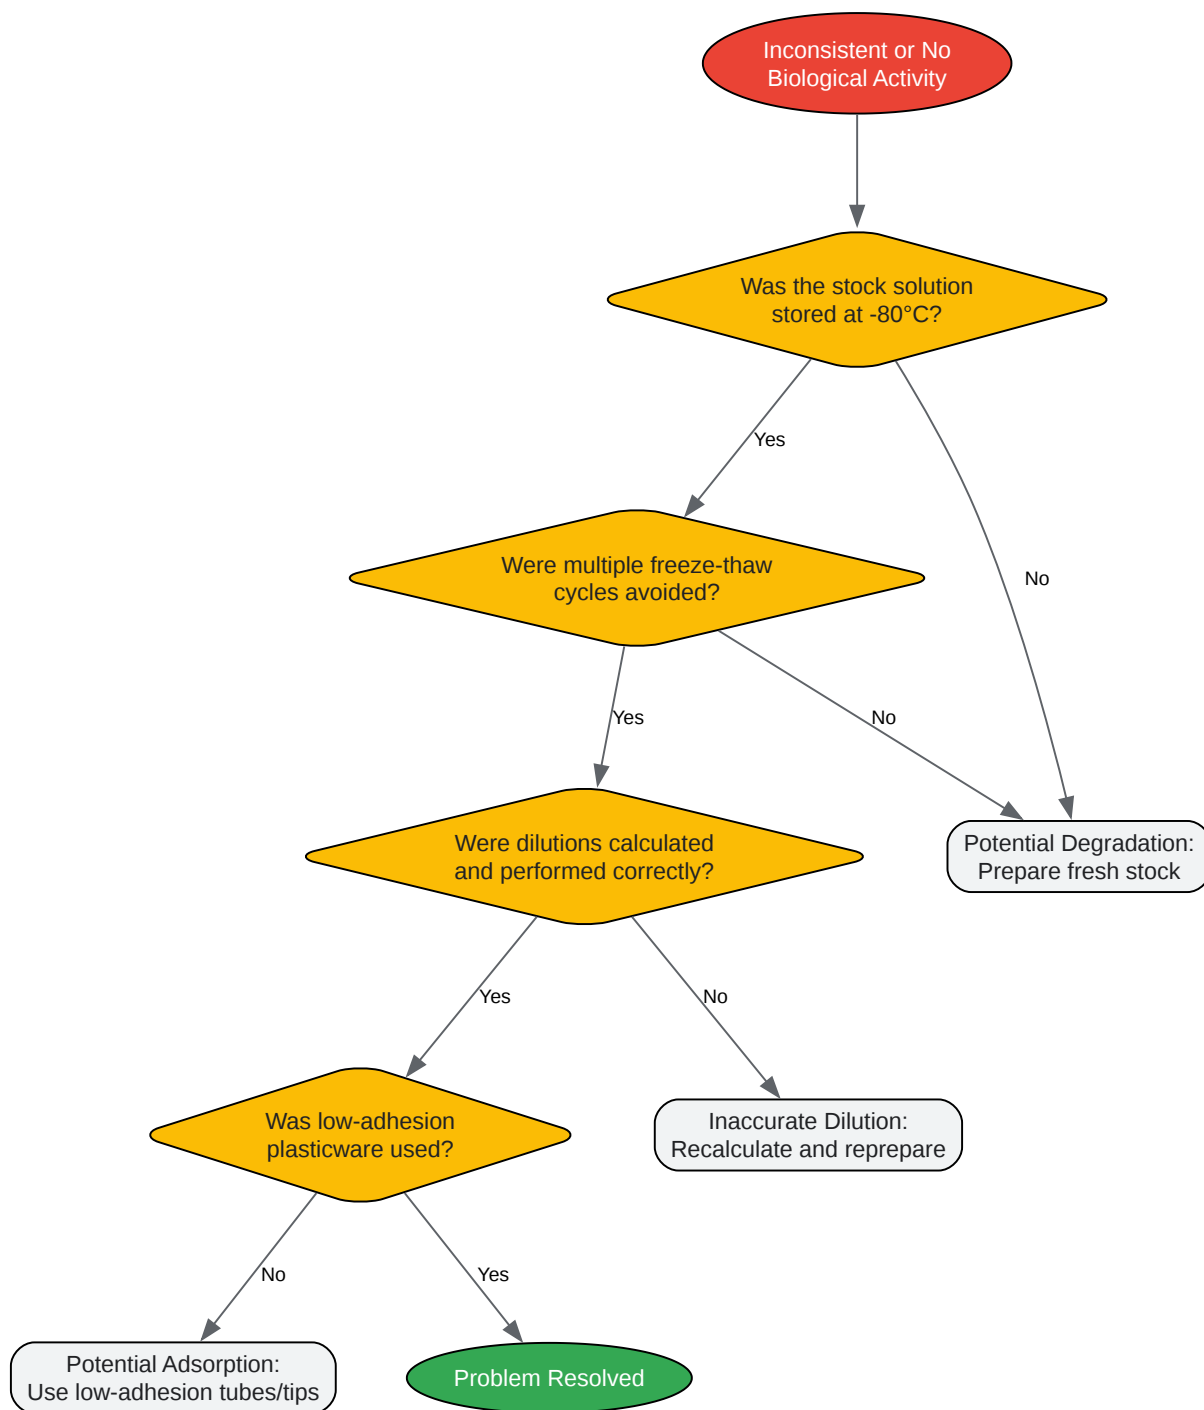 Inconsistent or No
Biological Activity
Was the stock solution
stored at -80°C?
Yes
No
Were multiple freeze-thaw
cycles avoided?
Yes
No
Were dilutions calculated
and performed correctly?
Potential Degradation:
Prepare fresh stock
Yes
No
Was low-adhesion
plasticware used?
Inaccurate Dilution:
Recalculate and reprepare
No
Yes
Potential Adsorption:
Use low-adhesion tubes/tips
Problem Resolved